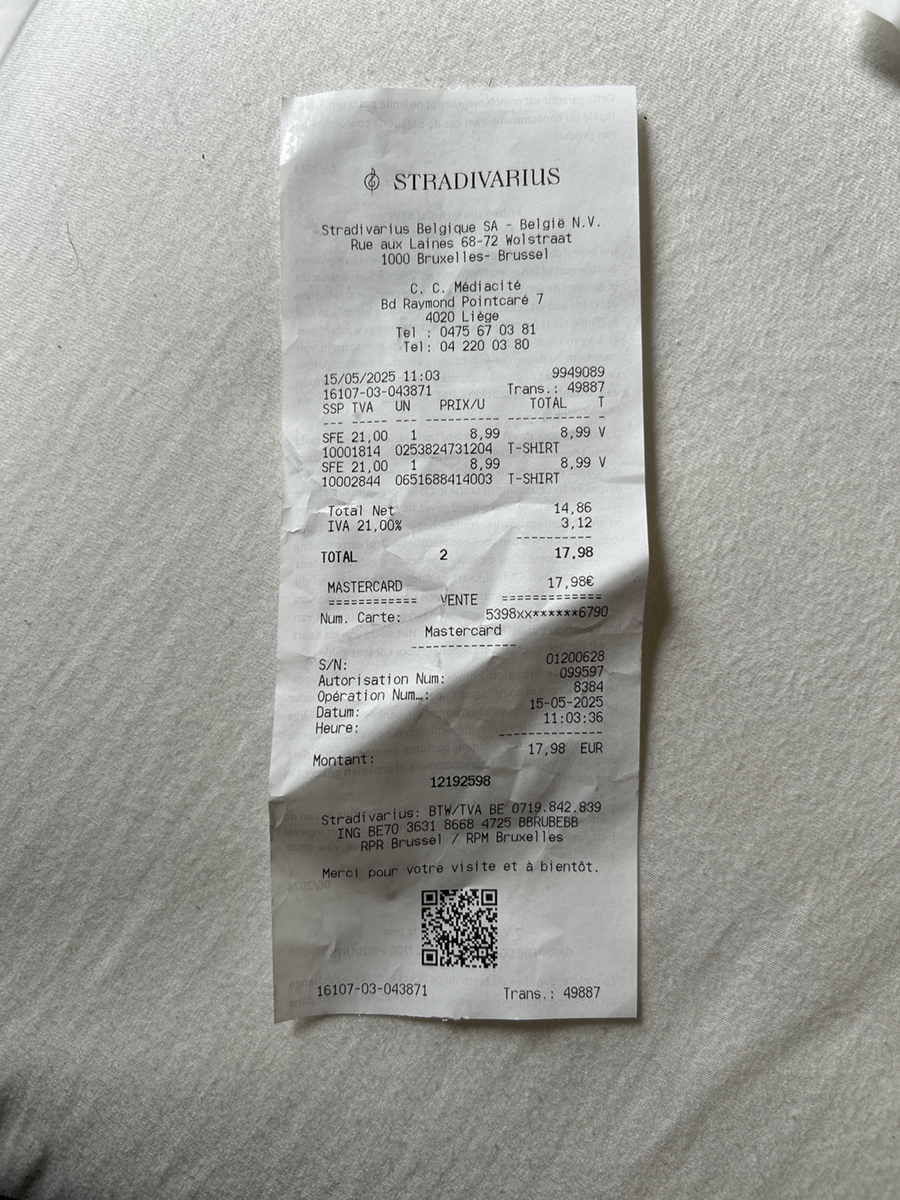 STRADIVARIUS
Stradivarius Belgique SA - België N.V.
Rue aux Laines 68-72 Wolstraat
1000 Bruxelles- Brussel
C. C. Médiacité
Bd Raymond Pointcaré 7
4020 Liége
Tel : 0475 67 03 81
Tel: 04 220 03 80
15/05/2025 11:03 9949089
16107-03-043871 Trans.: 49887
SSP TVA UN PRIX/U TOTAL T
--- ----- --- ---------- ----------- --
SFE 21,00 1 8,99 8,99 V
10001814 0253824731204 T-SHIRT
SFE 21,00 1 8,99 8,99 V
10002844 0651688414003 T-SHIRT
Total Net 14,86
IVA 21,00% 3,12
----------
TOTAL 2 17,98
MASTERCARD 17,98€
============ VENTE =============
Num. Carte: 5398xx******6790
Mastercard
--------------
S/N: 01200628
Autorisation Num: 099597
Opération Num…: 8384
Datum: 15-05-2025
Heure: 11:03:36
--------------
Montant: 17,98 EUR
12192598
Stradivarius: BTW/TVA BE 0719.842.839
ING BE70 3631 8668 4725 BBRUBEBB
RPR Brussel / RPM Bruxelles
Merci pour votre visite et à bientôt.
16107-03-043871 Trans.: 49887